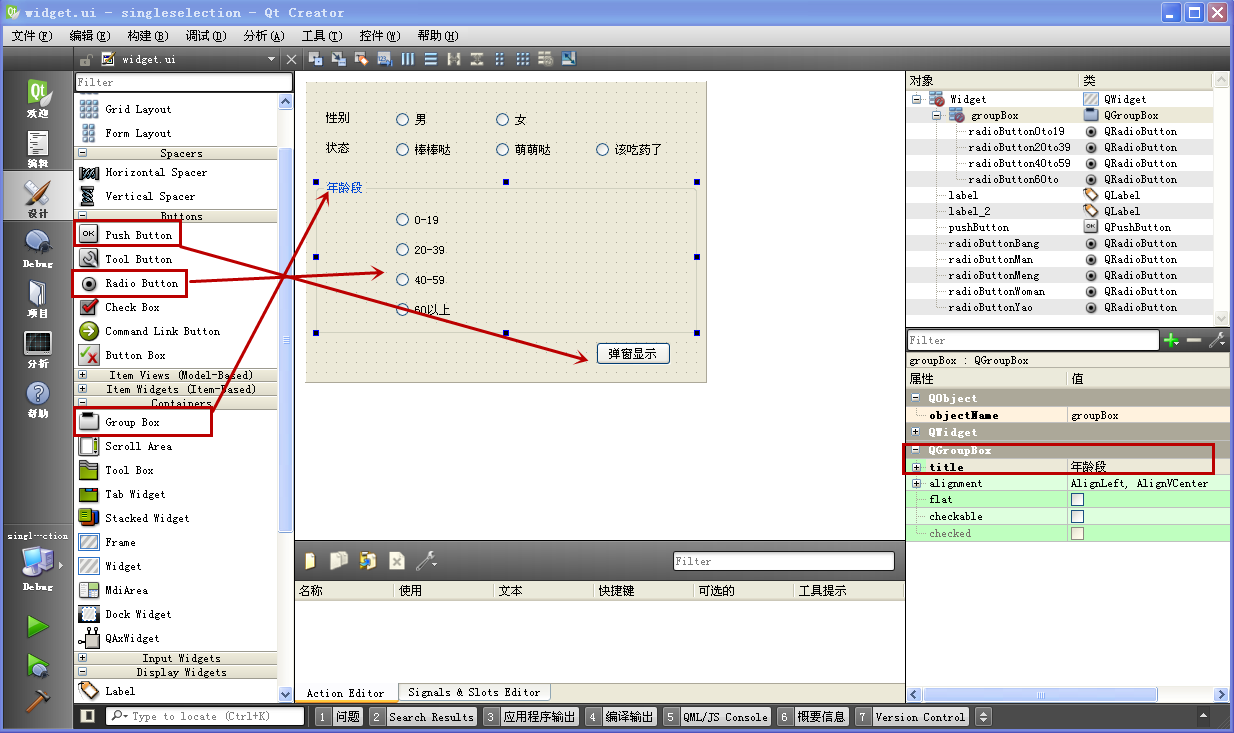 widget.ui - singleselection - Qt Creator
文件(F) 编辑(E) 构建(B) 调试(D) 分析(A) 工具(T) 控件(W) 帮助(H)
widget.ui
Qt
欢迎
编辑
设计
Debug
项目
分析
帮助
singl···ction
Debug
Filter
Grid Layout
Form Layout
Spacers
Horizontal Spacer
Vertical Spacer
Buttons
OK Push Button
Tool Button
Radio Button
Check Box
Command Link Button
Button Box
Item Views (Model-Based)
Item Widgets (Item-Based)
Containers
Group Box
Scroll Area
Tool Box
Tab Widget
Stacked Widget
Frame
Widget
MdiArea
Dock Widget
QAxWidget
Input Widgets
Display Widgets
Label
性别 男 女
状态 棒棒哒 萌萌哒 该吃药了
年龄段
0-19
20-39
40-59
60以上
弹窗显示
Filter
名称 使用 文本 快捷键 可选的 工具提示
Action Editor Signals & Slots Editor
对象 类
Widget QWidget
groupBox QGroupBox
radioButton0to19 QRadioButton
radioButton20to39 QRadioButton
radioButton40to59 QRadioButton
radioButton60to QRadioButton
label QLabel
label_2 QLabel
pushButton OK QPushButton
radioButtonBang QRadioButton
radioButtonMan QRadioButton
radioButtonMeng QRadioButton
radioButtonWoman QRadioButton
radioButtonYao QRadioButton
Filter
groupBox : QGroupBox
属性 值
QObject
objectName groupBox
QWidget
QGroupBox
title 年龄段
alignment AlignLeft, AlignVCenter
flat
checkable
checked
Type to locate (Ctrl+K) 1 问题 2 Search Results 3 应用程序输出 4 编译输出 5 QML/JS Console 6 概要信息 7 Version Control